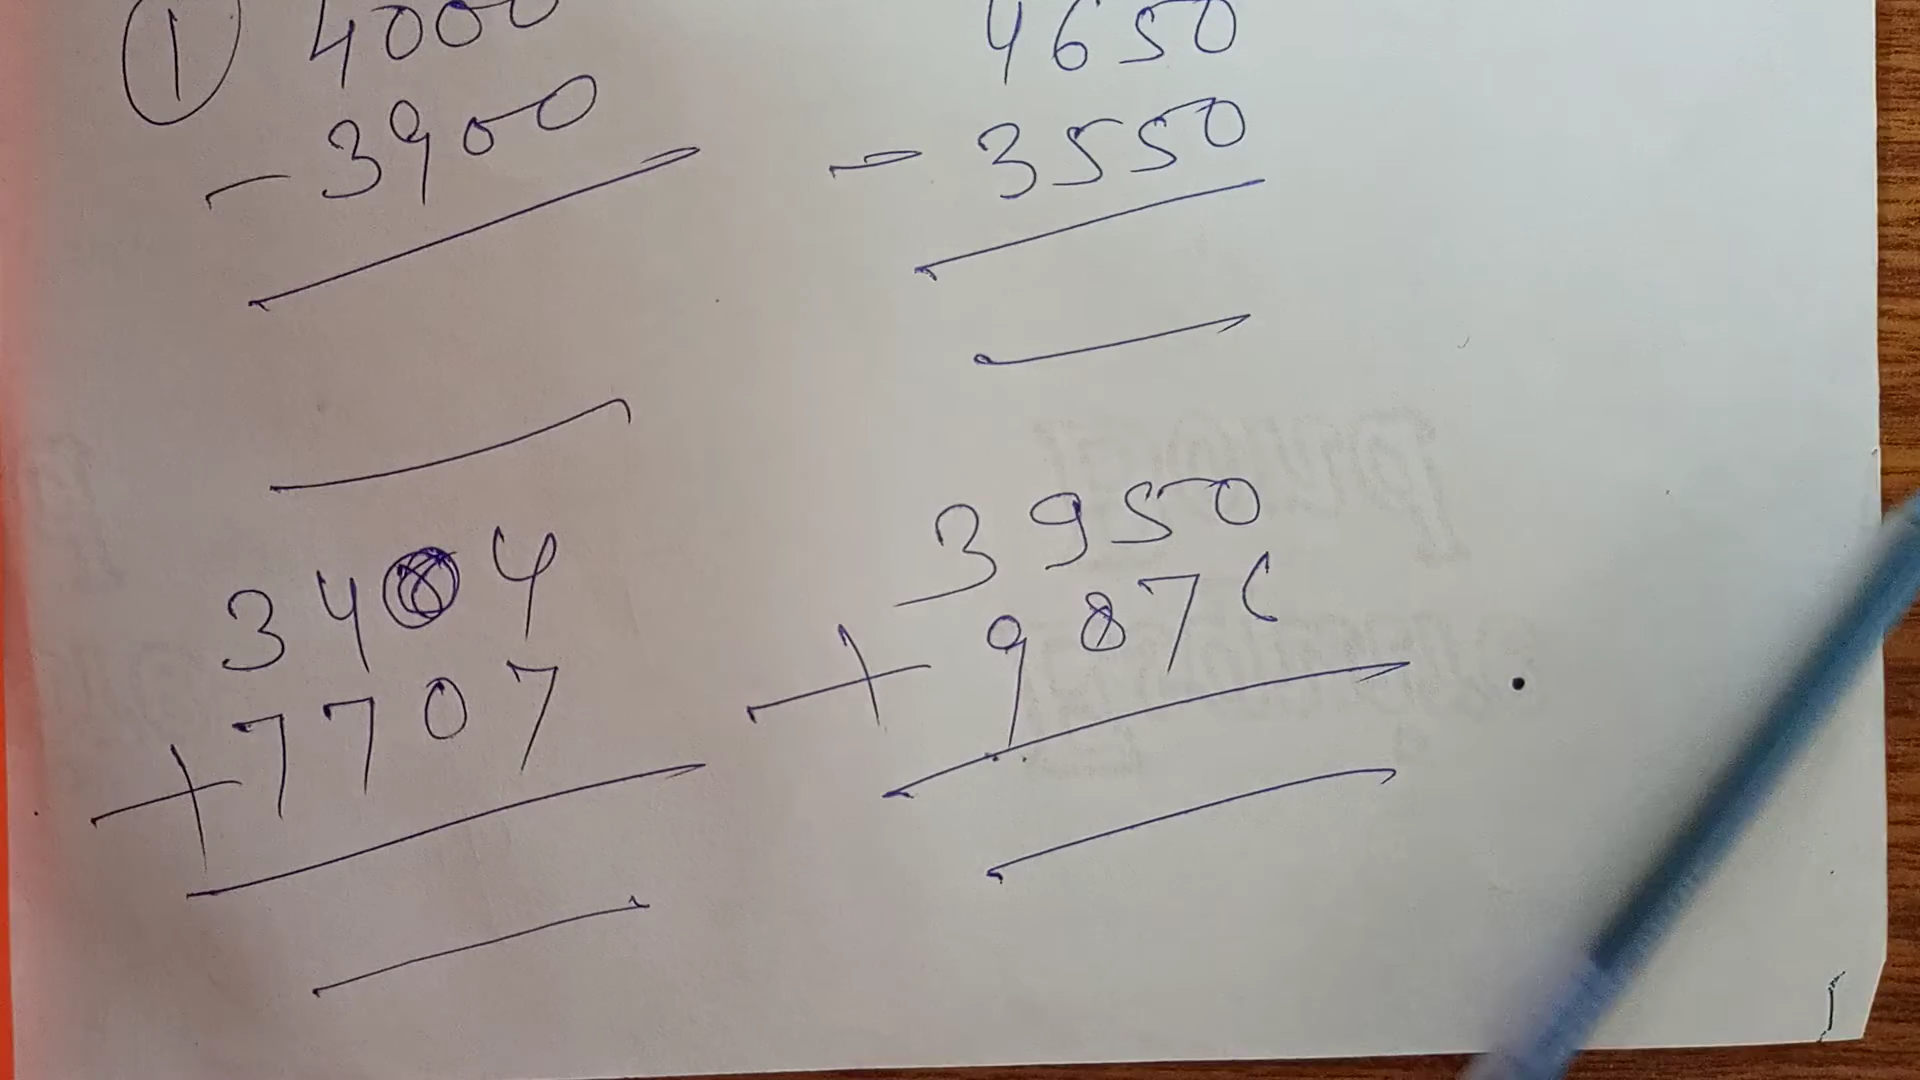 ① 4000 4650
- 3900 - 3550
3404 3950
+ 7707 + 987